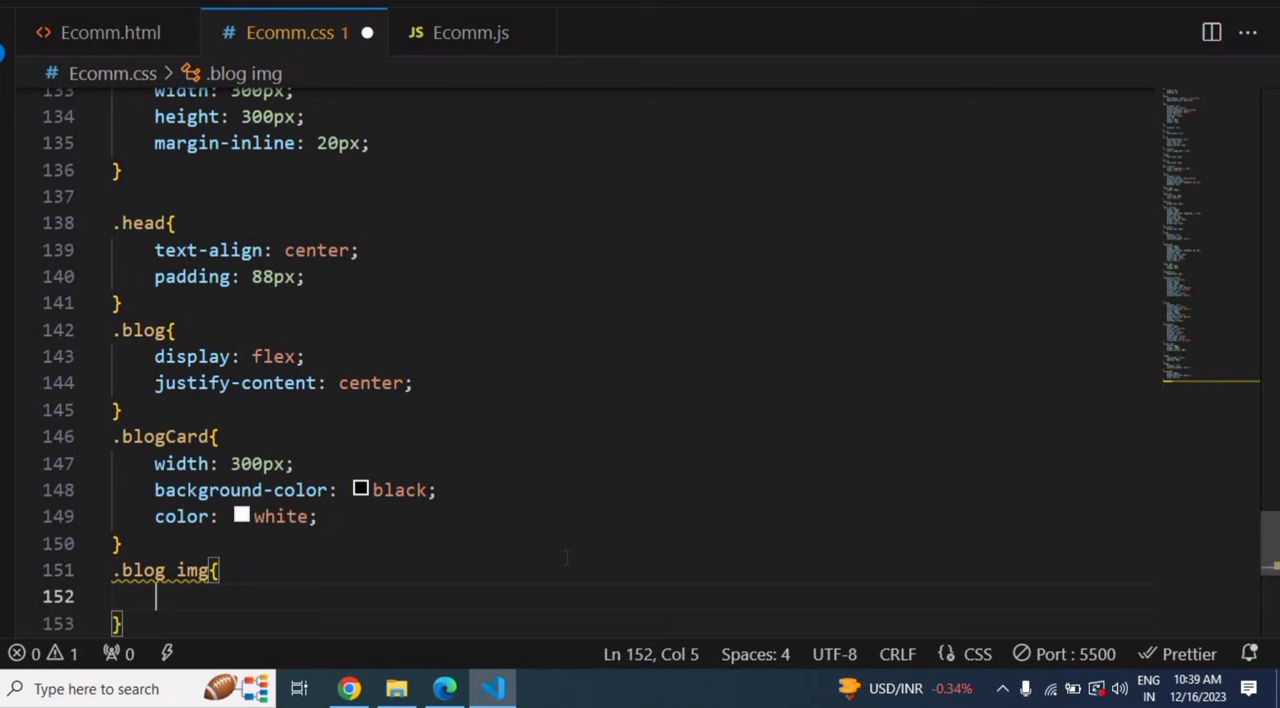 Ecomm.html
# Ecomm.css 1
JS Ecomm.js
# Ecomm.css > .blog img
133 width: 300px;
134 height: 300px;
135 margin-inline: 20px;
136 }
137
138 .head{
139 text-align: center;
140 padding: 88px;
141 }
142 .blog{
143 display: flex;
144 justify-content: center;
145 }
146 .blogCard{
147 width: 300px;
148 background-color: black;
149 color: white;
150 }
151 .blog img{
152
153 }
0 1 0 Ln 152, Col 5 Spaces: 4 UTF-8 CRLF CSS Port : 5500 Prettier
Type here to search USD/INR -0.34% ENG IN 10:39 AM 12/16/2023